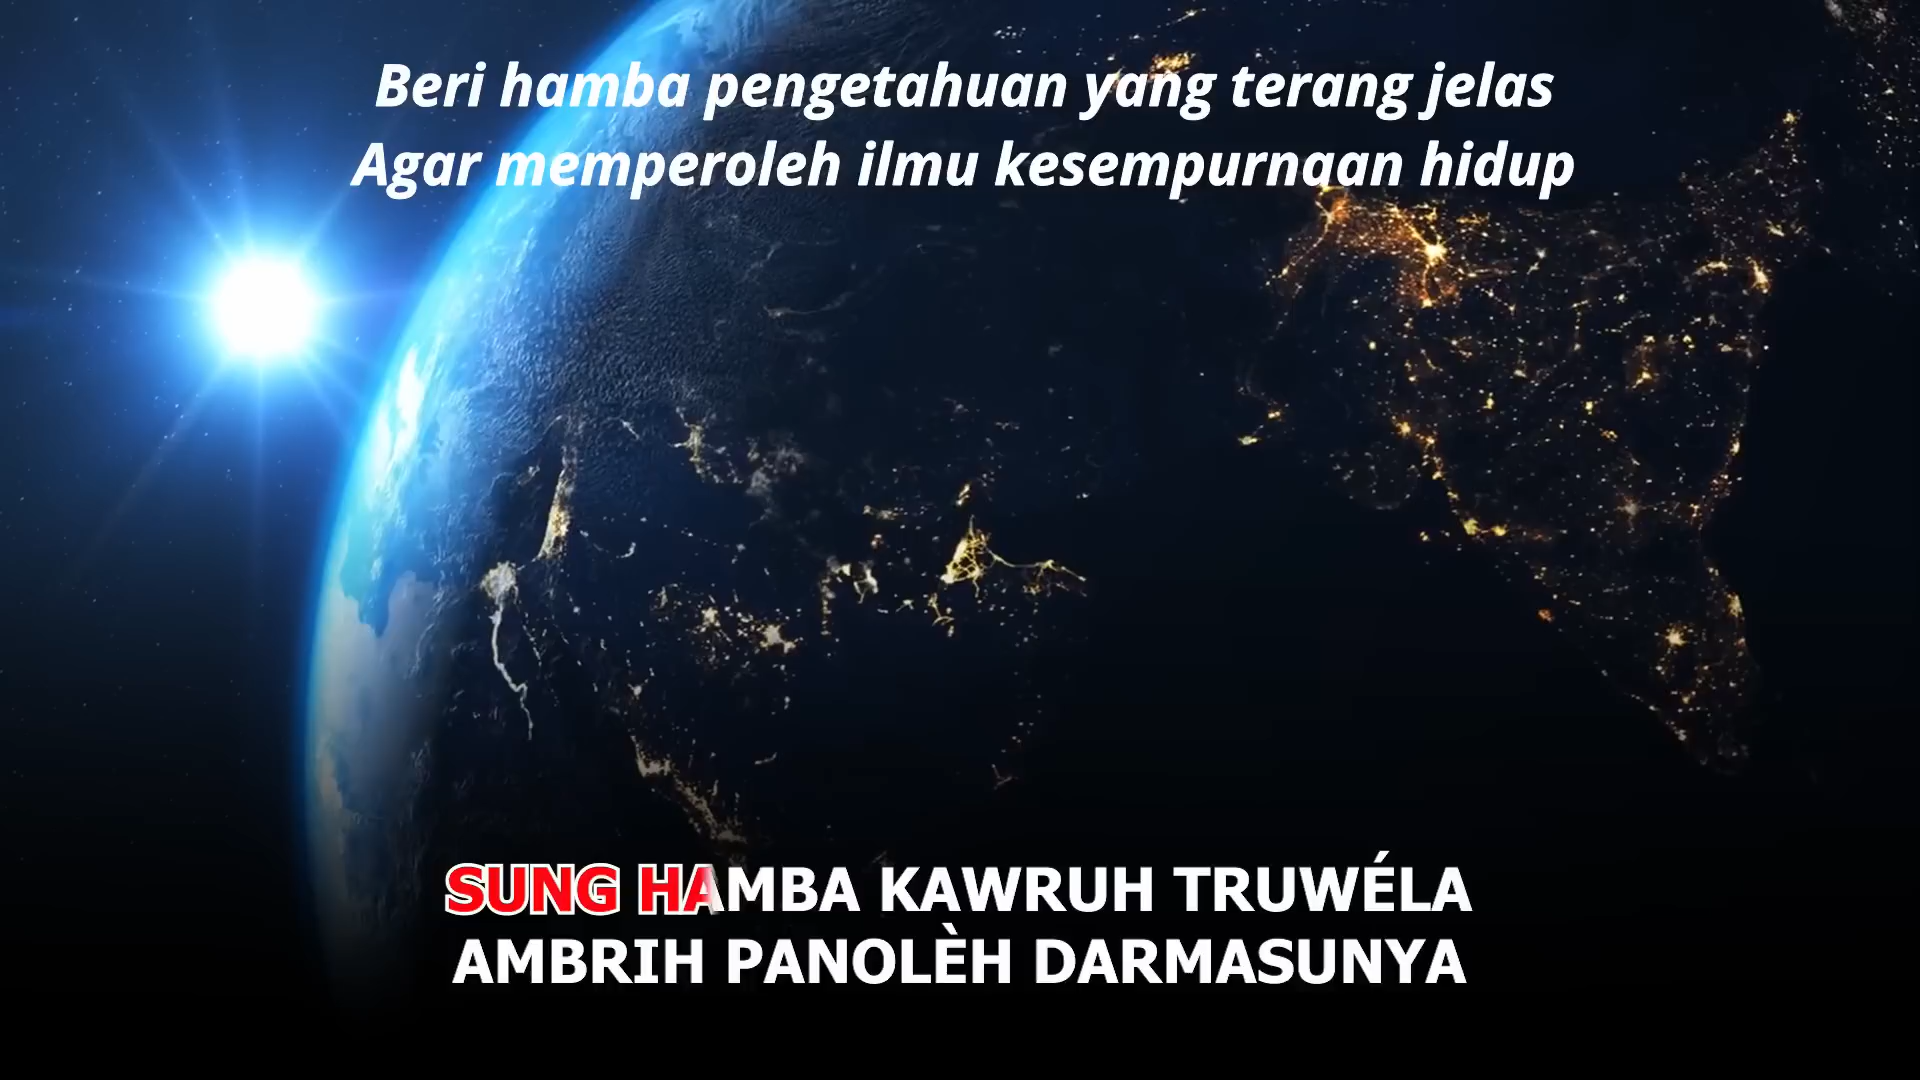 Beri hamba pengetahuan yang terang jelas
Agar memperoleh ilmu kesempurnaan hidup
SUNG HAMBA KAWRUH TRUWÉLA
AMBRIH PANOLÈH DARMASUNYA